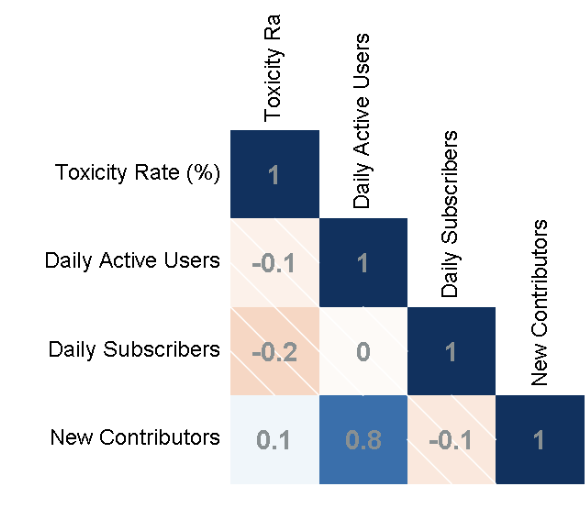 Toxicity Ra
Daily Active Users
Daily Subscribers
New Contributors
Toxicity Rate (%)
1
Daily Active Users
-0.1
1
Daily Subscribers
-0.2
0
1
New Contributors
0.1
0.8
-0.1
1